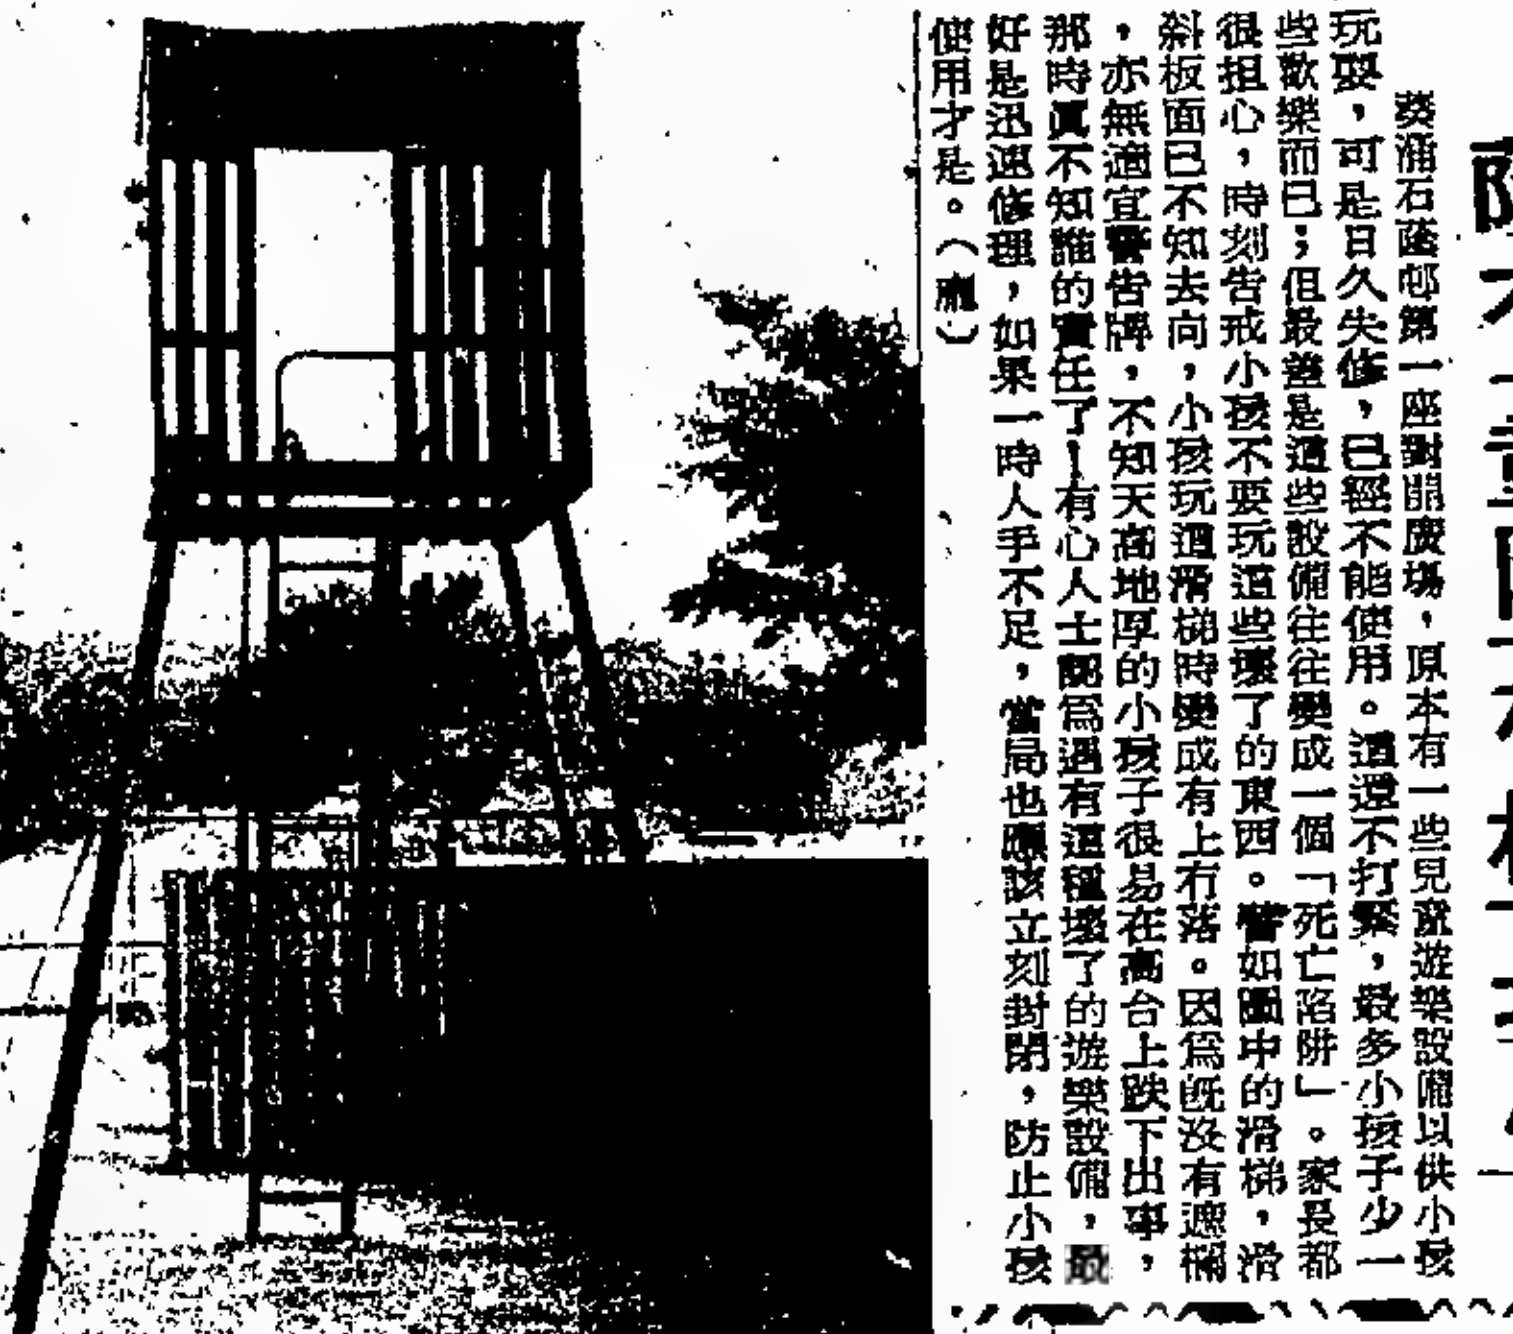 葵涌石蔭邨第一座對開廣場，原本有一些兒童遊樂設備以供小孩
玩耍，可是日久失修，已經不能使用。這還不打緊，最多小孩子少一
些歡樂而已；但最差是這些設備往往變成一個「死亡陷阱」。家長都
很担心，時刻告戒小孩不要玩這些壞了的東西。譬如圖中的滑梯，滑
斜板面已不知去向，小孩玩這滑梯時變成有上冇落。因爲旣沒有遮欄
，亦無適宜警告牌，不知天高地厚的小孩子很易在高台上跌下出事，
那時眞不知誰的責任了！有心人士認爲遇有這種壞了的遊樂設備，最
好是迅速修理，如果一時人手不足，當局也應該立刻封閉，防止小孩
使用才是。（鳳）